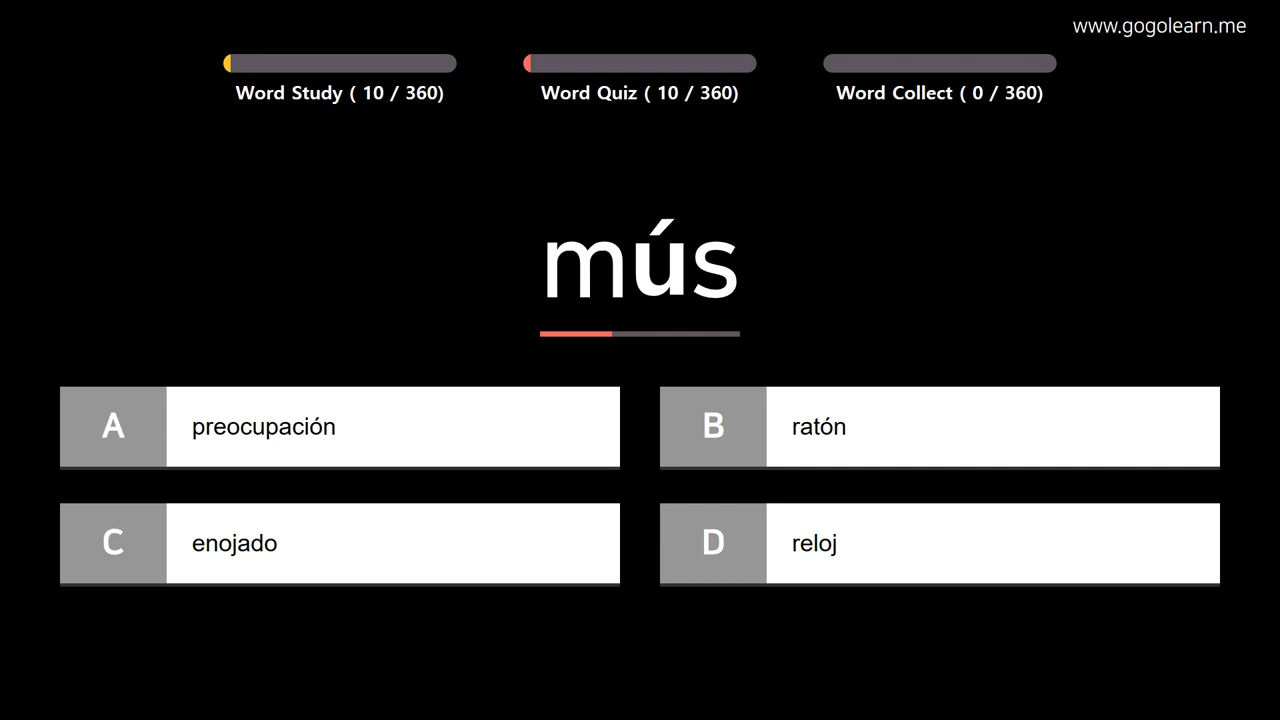 www.gogolearn.me
Word Study ( 10 / 360)
Word Quiz ( 10 / 360)
Word Collect ( 0 / 360)
mús
A
preocupación
B
ratón
C
enojado
D
reloj